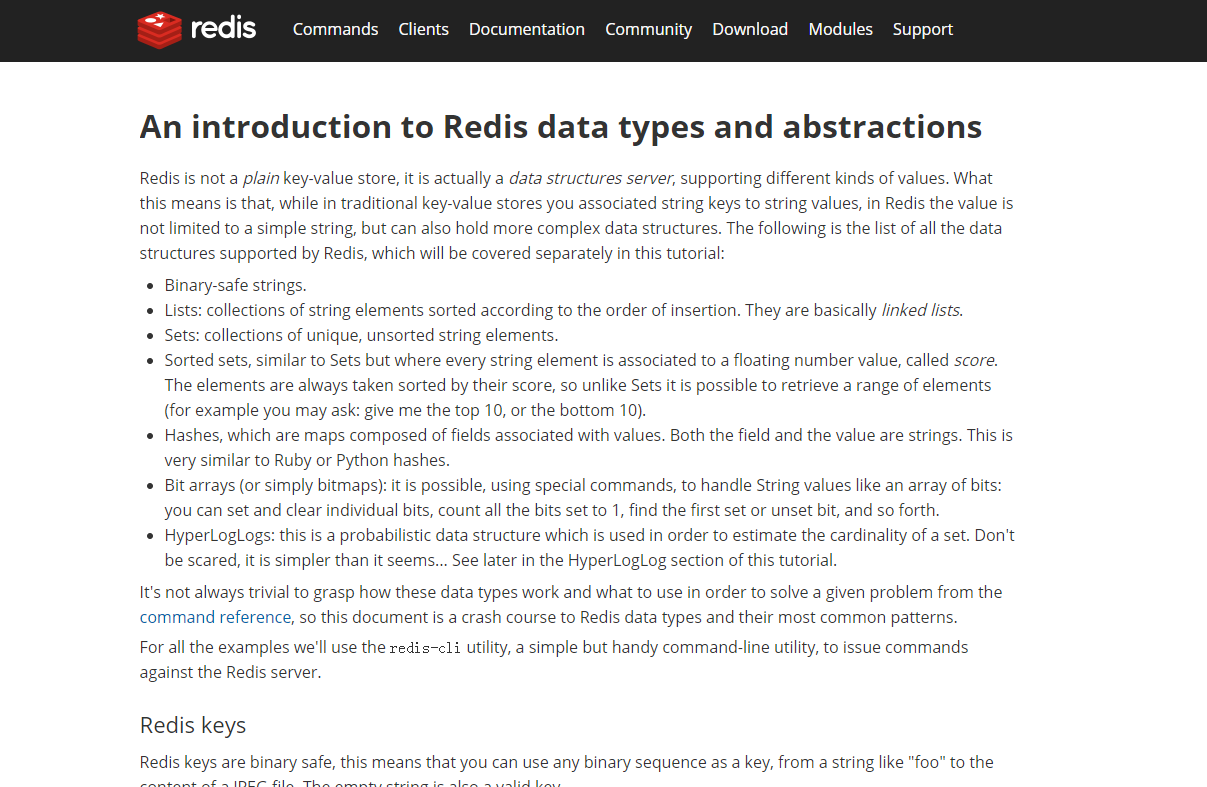 redis Commands Clients Documentation Community Download Modules Support
An introduction to Redis data types and abstractions
Redis is not a plain key-value store, it is actually a data structures server, supporting different kinds of values. What
this means is that, while in traditional key-value stores you associated string keys to string values, in Redis the value is
not limited to a simple string, but can also hold more complex data structures. The following is the list of all the data
structures supported by Redis, which will be covered separately in this tutorial:
• Binary-safe strings.
• Lists: collections of string elements sorted according to the order of insertion. They are basically linked lists.
• Sets: collections of unique, unsorted string elements.
• Sorted sets, similar to Sets but where every string element is associated to a floating number value, called score.
The elements are always taken sorted by their score, so unlike Sets it is possible to retrieve a range of elements
(for example you may ask: give me the top 10, or the bottom 10).
• Hashes, which are maps composed of fields associated with values. Both the field and the value are strings. This is
very similar to Ruby or Python hashes.
• Bit arrays (or simply bitmaps): it is possible, using special commands, to handle String values like an array of bits:
you can set and clear individual bits, count all the bits set to 1, find the first set or unset bit, and so forth.
• HyperLogLogs: this is a probabilistic data structure which is used in order to estimate the cardinality of a set. Don't
be scared, it is simpler than it seems... See later in the HyperLogLog section of this tutorial.
It's not always trivial to grasp how these data types work and what to use in order to solve a given problem from the
command reference, so this document is a crash course to Redis data types and their most common patterns.
For all the examples we'll use the redis-cli utility, a simple but handy command-line utility, to issue commands
against the Redis server.
Redis keys
Redis keys are binary safe, this means that you can use any binary sequence as a key, from a string like "foo" to the
content of a JPEG file. The empty string is also a valid key.